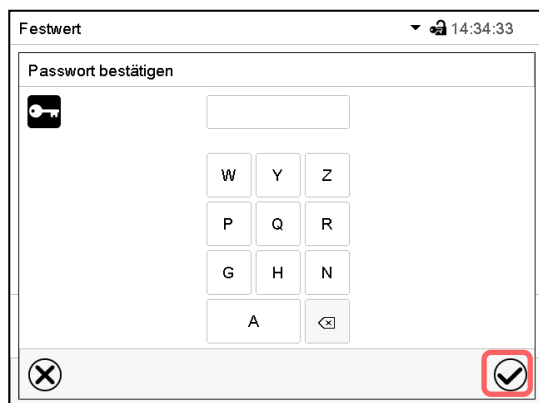 Festwert 14:34:33
Passwort bestätigen
W Y Z
P Q R
G H N
A